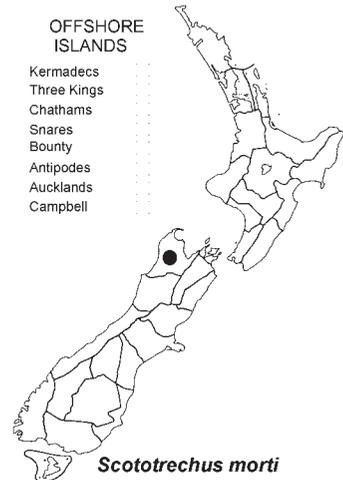 OFFSHORE
ISLANDS
Kermadecs
Three Kings
Chathams
Snares
Bounty
Antipodes
Aucklands
Campbell
Scototrechus morti